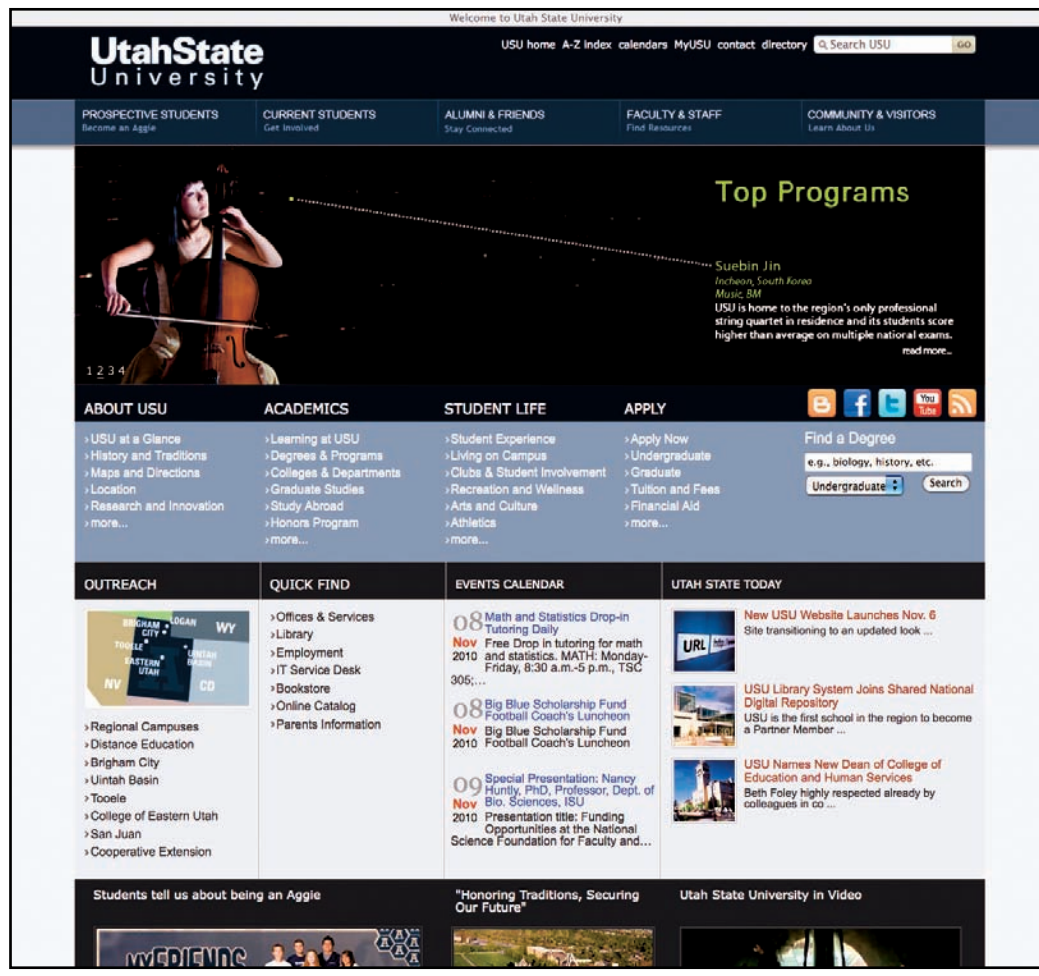 Welcome to Utah State University
UtahState
University
USU home A-Z Index calendars MyUSU contact directory
Search USU
GO
PROSPECTIVE STUDENTS
Become an Aggie
CURRENT STUDENTS
Get Involved
ALUMNI & FRIENDS
Stay Connected
FACULTY & STAFF
Find Resources
COMMUNITY & VISITORS
Learn About Us
Top Programs
Suebin Jin
Incheon, South Korea
Music, BM
USU is home to the region's only professional
string quartet in residence and its students score
higher than average on multiple national exams.
read more...
1 2 3 4
You
Tube
ABOUT USU
›USU at a Glance
›History and Traditions
›Maps and Directions
›Location
›Research and Innovation
›more...
ACADEMICS
›Learning at USU
›Degrees & Programs
›Colleges & Departments
›Graduate Studies
›Study Abroad
›Honors Program
›more...
STUDENT LIFE
›Student Experience
›Living on Campus
›Clubs & Student Involvement
›Recreation and Wellness
›Arts and Culture
›Athletics
›more...
APPLY
›Apply Now
›Undergraduate
›Graduate
›Tuition and Fees
›Financial Aid
›more...
Find a Degree
e.g., biology, history, etc.
Undergraduate
Search
OUTREACH
BRIGHAM
CITY
LOGAN
WY
TOOELE
UINTAH
BASIN
EASTERN
UTAH
NV
CO
›Regional Campuses
›Distance Education
›Brigham City
›Uintah Basin
›Tooele
›College of Eastern Utah
›San Juan
›Cooperative Extension
QUICK FIND
›Offices & Services
›Library
›Employment
›IT Service Desk
›Bookstore
›Online Catalog
›Parents Information
EVENTS CALENDAR
08 Math and Statistics Drop-in
Tutoring Daily
Nov Free Drop in tutoring for math
2010 and statistics. MATH: Monday-
Friday, 8:30 a.m.-5 p.m., TSC
305;...
08 Big Blue Scholarship Fund
Football Coach's Luncheon
Nov Big Blue Scholarship Fund
2010 Football Coach's Luncheon
09 Special Presentation: Nancy
Huntly, PhD, Professor, Dept. of
Nov Bio. Sciences, ISU
2010 Presentation title: Funding
Opportunities at the National
Science Foundation for Faculty and...
UTAH STATE TODAY
URL
New USU Website Launches Nov. 6
Site transitioning to an updated look ...
USU Library System Joins Shared National
Digital Repository
USU is the first school in the region to become
a Partner Member ...
USU Names New Dean of College of
Education and Human Services
Beth Foley highly respected already by
colleagues in co ...
Students tell us about being an Aggie
MY FRIENDS
"Honoring Traditions, Securing
Our Future"
Utah State University in Video